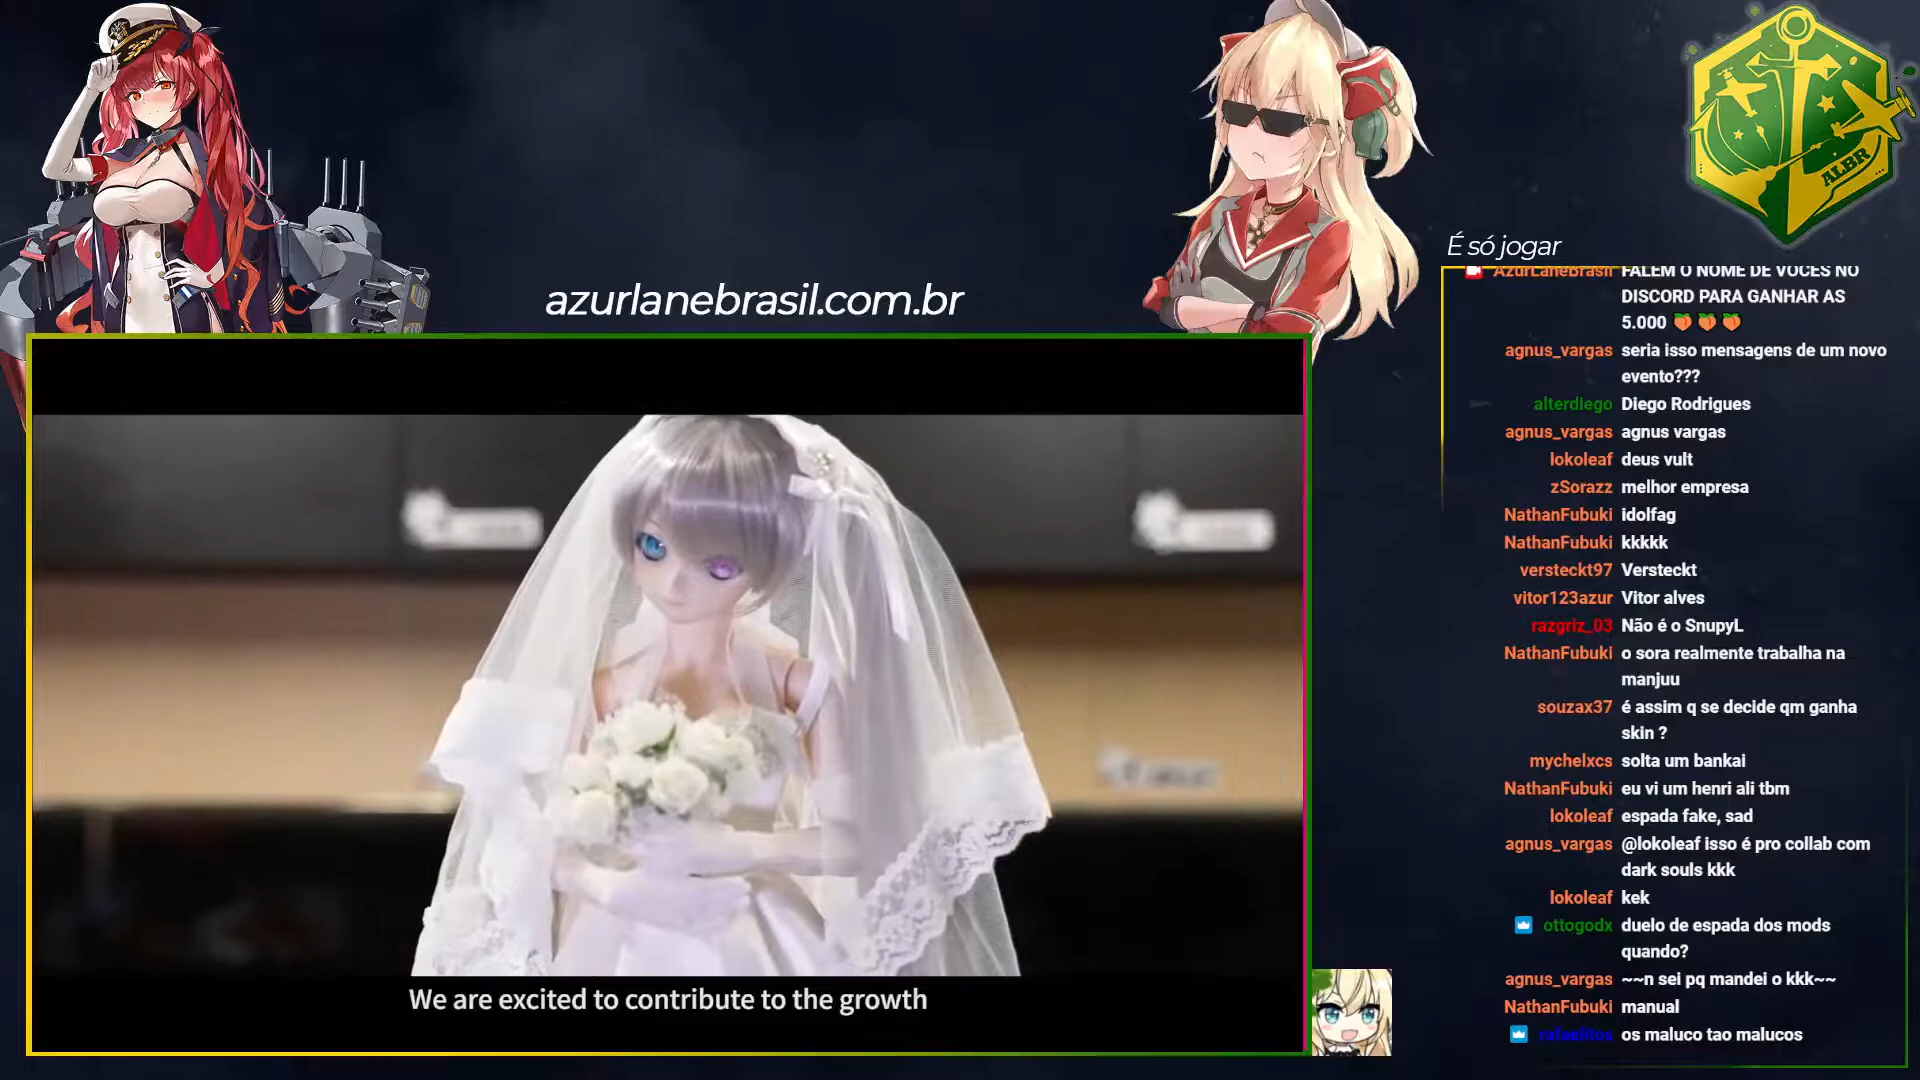 azurlanebrasil.com.br
ALBR
É só jogar
AzurLaneBrasil FALEM O NOME DE VOCES NO
DISCORD PARA GANHAR AS
5.000 🍑 🍑 🍑
agnus_vargas seria isso mensagens de um novo
evento???
alterdiego Diego Rodrigues
agnus_vargas agnus vargas
lokoleaf deus vult
zSorazz melhor empresa
NathanFubuki idolfag
NathanFubuki kkkkk
versteckt97 Versteckt
vitor123azur Vitor alves
razgriz_03 Não é o SnupyL
NathanFubuki o sora realmente trabalha na
manjuu
souzax37 é assim q se decide qm ganha
skin ?
mychelxcs solta um bankai
NathanFubuki eu vi um henri ali tbm
lokoleaf espada fake, sad
agnus_vargas @lokoleaf isso é pro collab com
dark souls kkk
lokoleaf kek
ottogodx duelo de espada dos mods
quando?
agnus_vargas ~~n sei pq mandei o kkk~~
NathanFubuki manual
rafaelitos os maluco tao malucos
We are excited to contribute to the growth